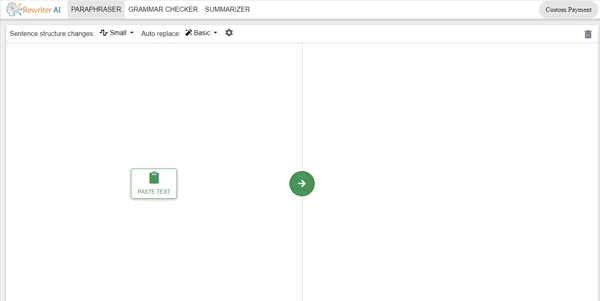 Rewriter AI PARAPHRASER GRAMMAR CHECKER SUMMARIZER Custom Payment
Sentence structure changes: Small Auto replace: Basic
PASTE TEXT